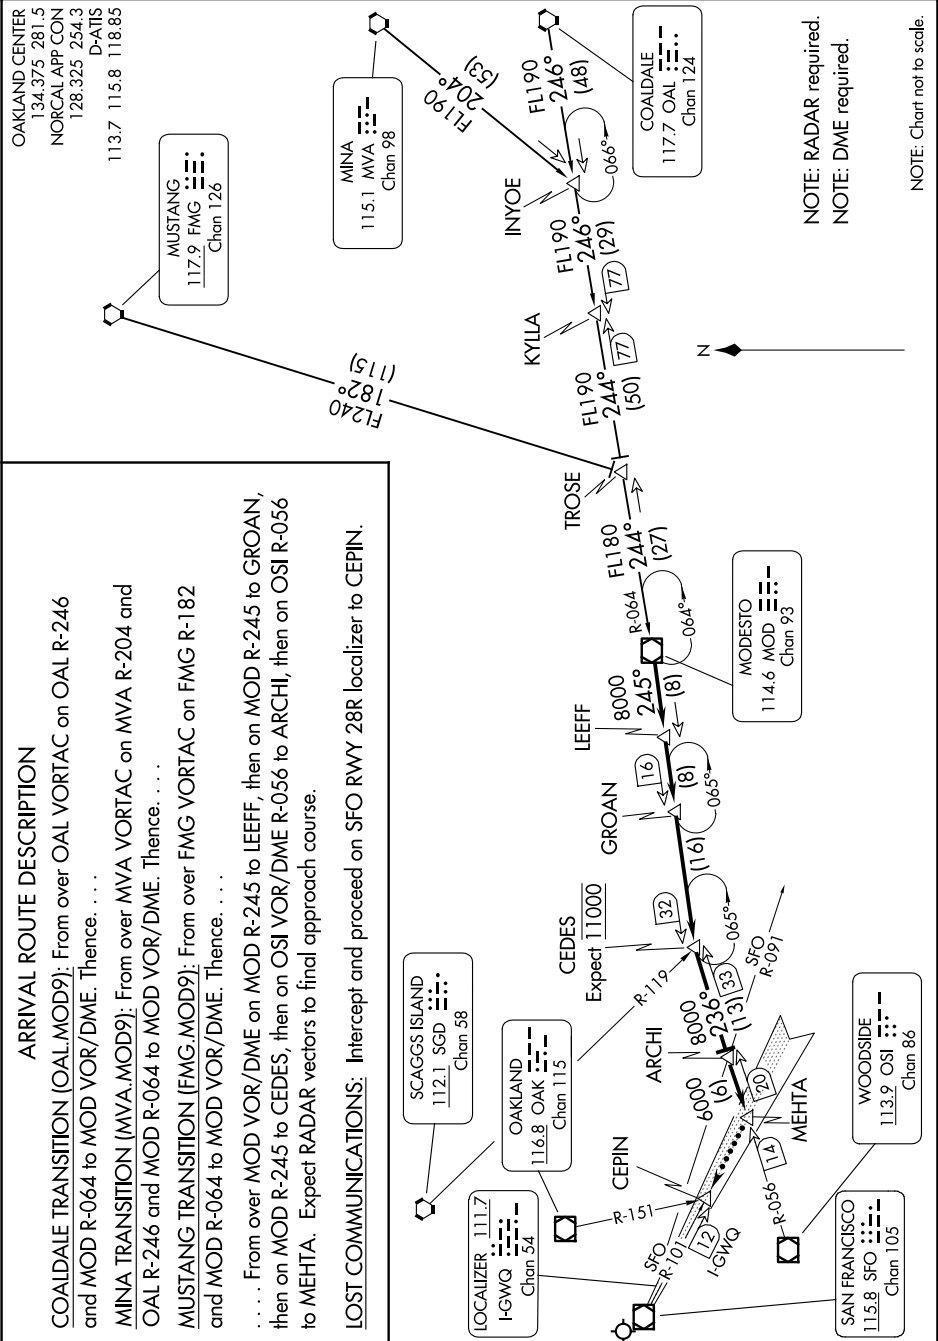 OAKLAND CENTER
134.375 281.5
NORCAL APP CON
128.325 254.3
D-ATIS
113.7 115.8 118.85
ARRIVAL ROUTE DESCRIPTION
COALDALE TRANSITION (OAL.MOD9): From over OAL VORTAC on OAL R-246
and MOD R-064 to MOD VOR/DME. Thence. . . .
MINA TRANSITION (MVA.MOD9): From over MVA VORTAC on MVA R-204 and
OAL R-246 and MOD R-064 to MOD VOR/DME. Thence. . . .
MUSTANG TRANSITION (FMG.MOD9): From over FMG VORTAC on FMG R-182
and MOD R-064 to MOD VOR/DME. Thence. . . .
. . . . From over MOD VOR/DME on MOD R-245 to LEEFF, then on MOD R-245 to GROAN,
then on MOD R-245 to CEDES, then on OSI VOR/DME R-056 to ARCHI, then on OSI R-056
to MEHTA. Expect RADAR vectors to final approach course.
LOST COMMUNICATIONS: Intercept and proceed on SFO RWY 28R localizer to CEPIN.
MUSTANG
117.9 FMG
Chan 126
MINA
115.1 MVA
Chan 98
COALDALE
117.7 OAL
Chan 124
FL190
204°
(53)
FL190
246°
(48)
066°
INYOE
FL190
246°
(29)
77
KYLLA
77
FL190
244°
(50)
FL240
182°
(115)
TROSE
FL180
244°
(27)
R-064
064°
MODESTO
114.6 MOD
Chan 93
8000
245°
(8)
LEEFF
16
(8)
065°
GROAN
(16)
32
CEDES
Expect 11000
065°
R-119
33
8000
236°
(13)
SFO
R-091
ARCHI
6000
(6)
20
MEHTA
14
R-056
CEPIN
12
I-GWQ
R-151
SFO
R-101
SCAGGS ISLAND
112.1 SGD
Chan 58
OAKLAND
116.8 OAK
Chan 115
LOCALIZER 111.7
I-GWQ
Chan 54
WOODSIDE
113.9 OSI
Chan 86
SAN FRANCISCO
115.8 SFO
Chan 105
N
NOTE: RADAR required.
NOTE: DME required.
NOTE: Chart not to scale.